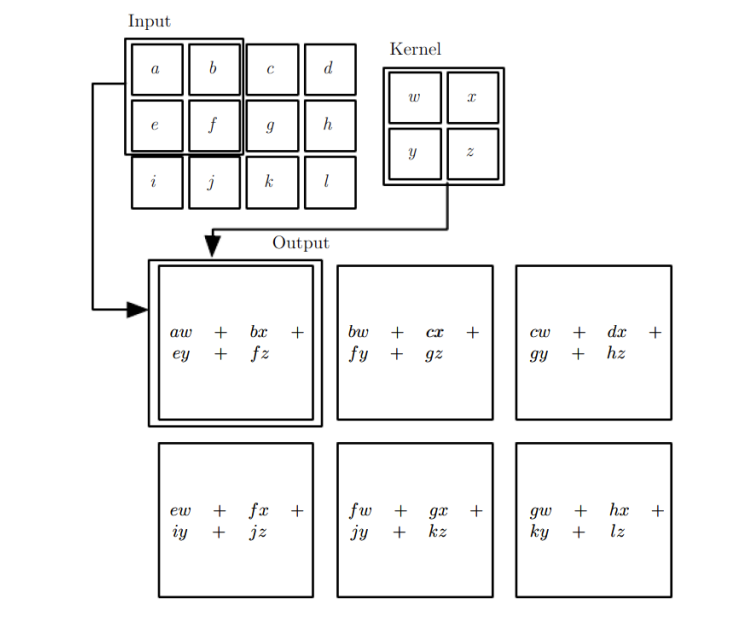 Input
a b c d
Kernel
w x
e f g h
y z
i j k l
Output
aw + bx +
ey + fz
bw + cx +
fy + gz
cw + dx +
gy + hz
ew + fx +
iy + jz
fw + gx +
jy + kz
gw + hx +
ky + lz